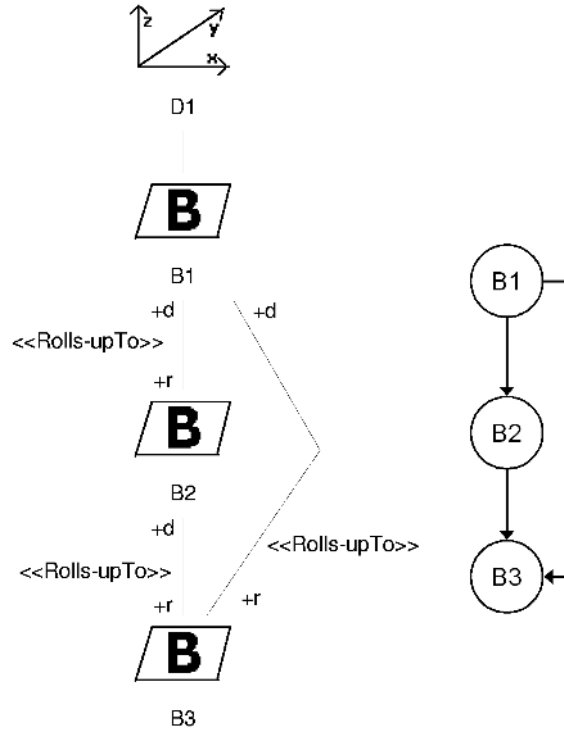 z
y
x
D1
B
B1
+d
+d
<<Rolls-upTo>>
+r
B
B2
+d
<<Rolls-upTo>>
<<Rolls-upTo>>
+r
+r
B
B3
B1
B2
B3